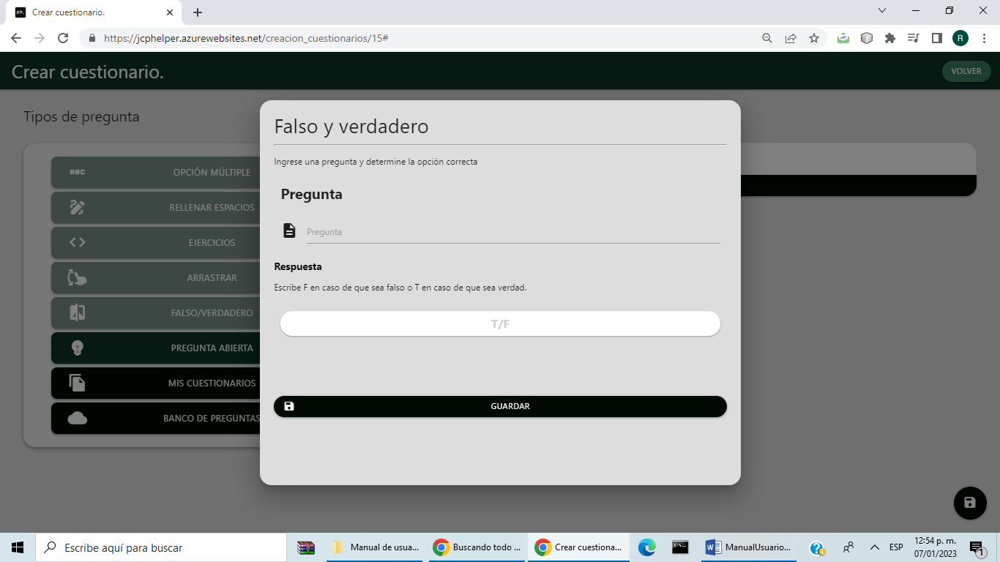 Crear cuestionario.
https://jcphelper.azurewebsites.net/creacion_cuestionarios/15#
R
Crear cuestionario.
VOLVER
Tipos de pregunta
ABC OPCIÓN MÚLTIPLE
RELLENAR ESPACIOS
EJERCICIOS
ARRASTRAR
FALSO/VERDADERO
PREGUNTA ABIERTA
MIS CUESTIONARIOS
BANCO DE PREGUNTAS
Falso y verdadero
Ingrese una pregunta y determine la opción correcta
Pregunta
Pregunta
Respuesta
Escribe F en caso de que sea falso o T en caso de que sea verdad.
T/F
GUARDAR
Escribe aquí para buscar
Manual de usua...
Buscando todo ...
Crear cuestiona...
ManualUsuario...
ESP
12:54 p. m.
07/01/2023
1